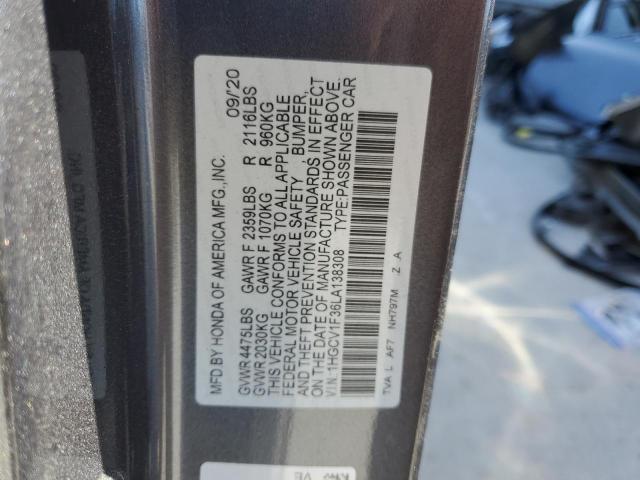 MFD BY HONDA OF AMERICA MFG.,INC. 09/'20
GVWR 4475LBS GAWR F 2359LBS R 2116LBS
GVWR 2030KG GAWR F 1070KG R 960KG
THIS VEHICLE CONFORMS TO ALL APPLICABLE
FEDERAL MOTOR VEHICLE SAFETY, BUMPER,
AND THEFT PREVENTION STANDARDS IN EFFECT
ON THE DATE OF MANUFACTURE SHOWN ABOVE.
V.I.N.:1HGCV1F36LA138308 TYPE:PASSENGER CAR
TVA L AF7 NH797M Z A
VE